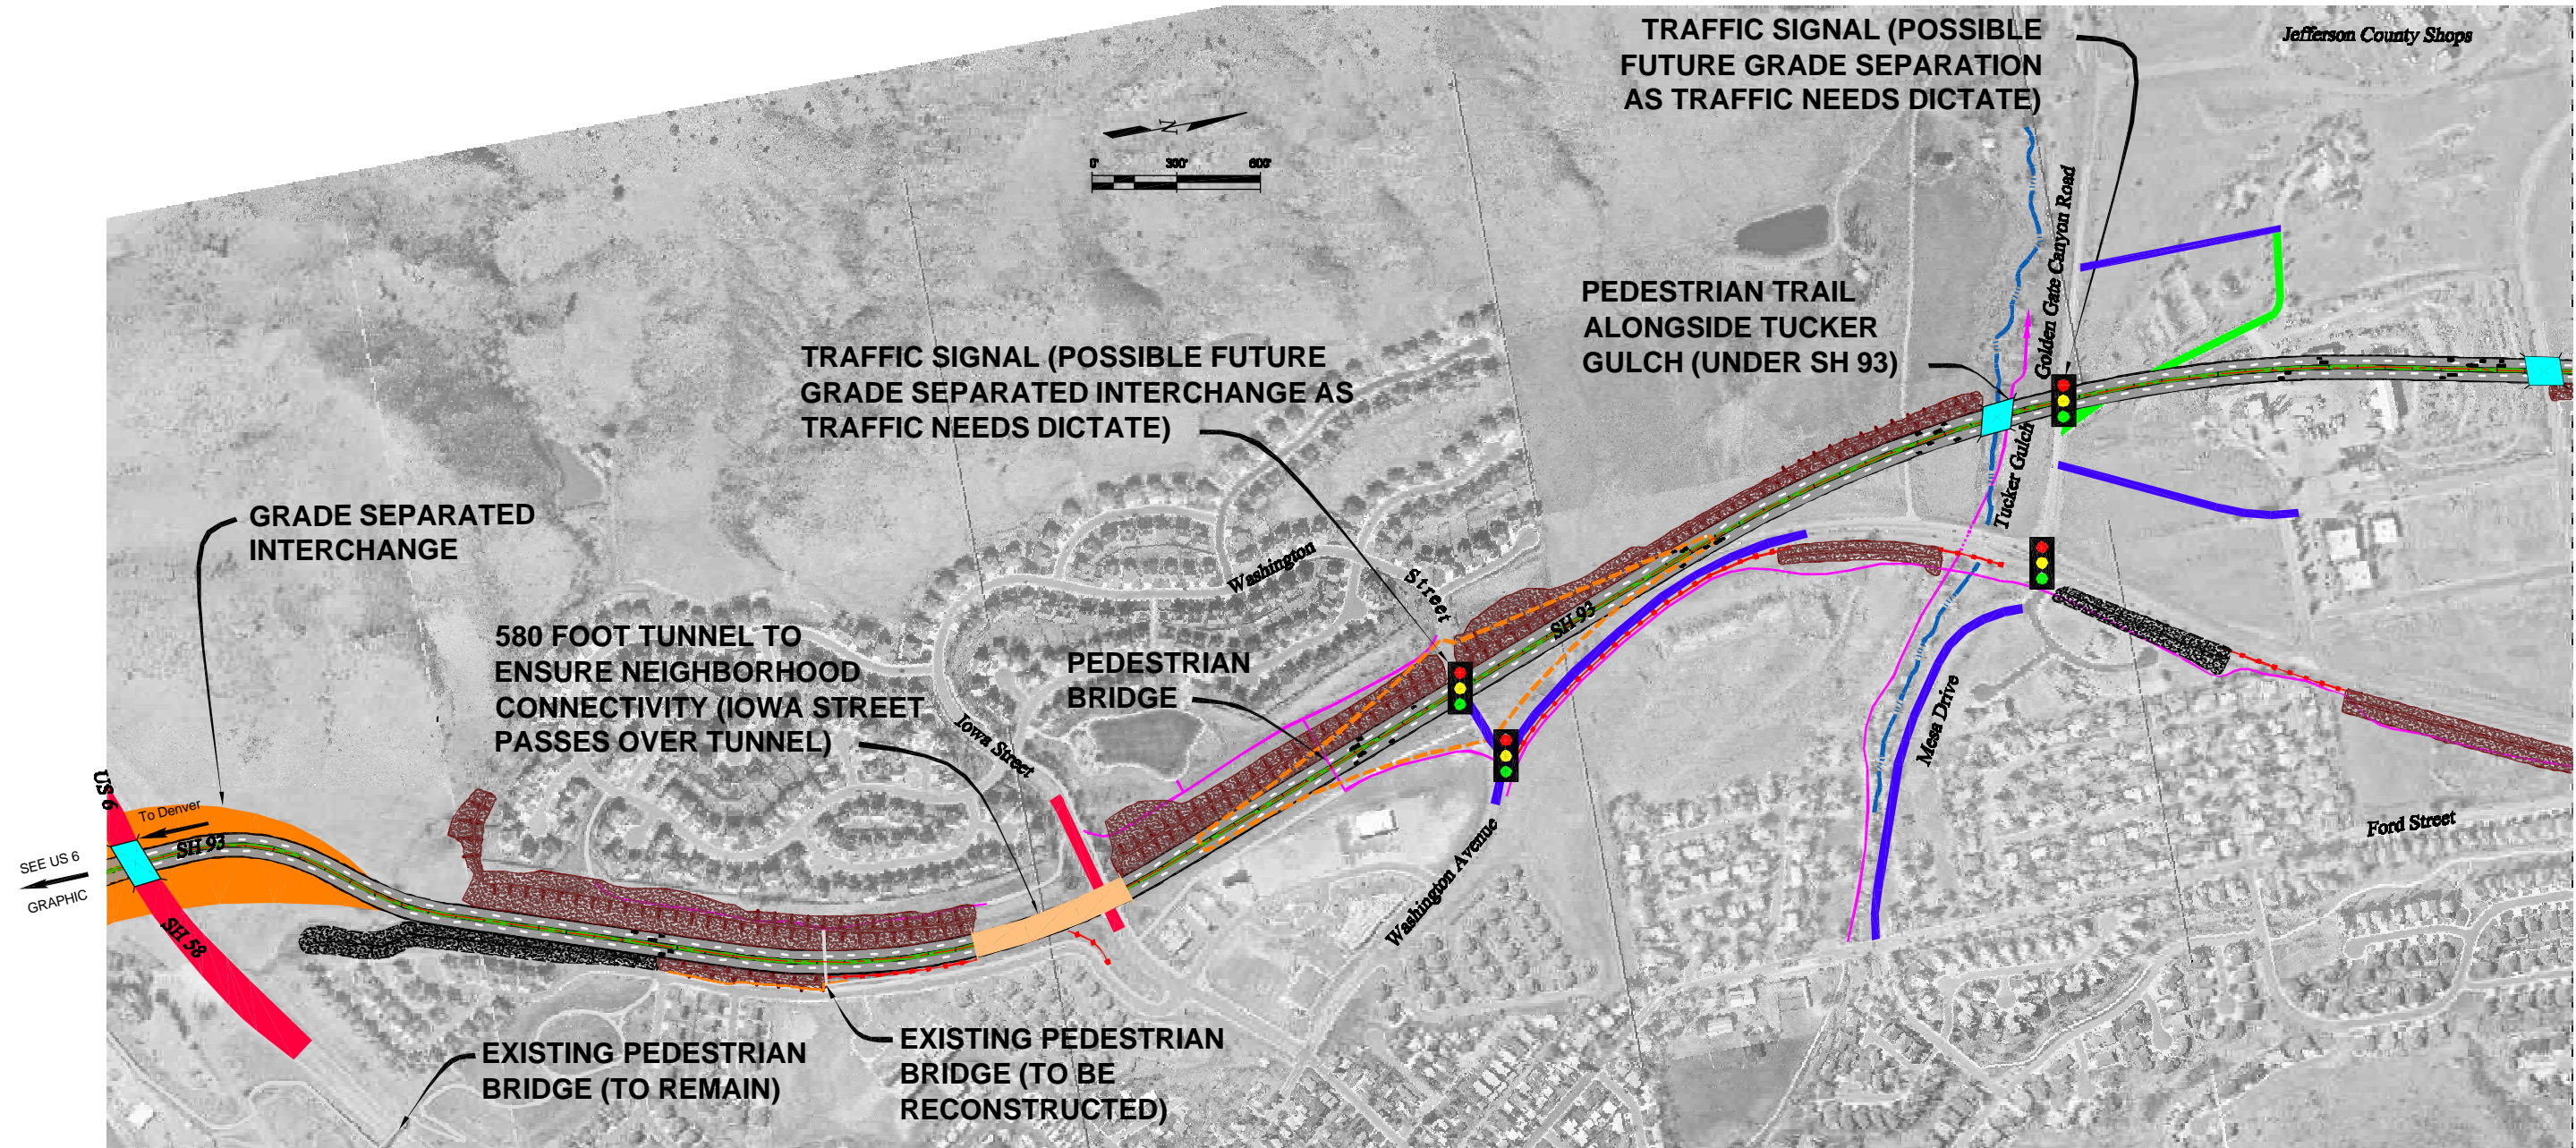 TRAFFIC SIGNAL (POSSIBLE
FUTURE GRADE SEPARATION
AS TRAFFIC NEEDS DICTATE)
Jefferson County Shops
N
0' 300' 600'
Golden Gate Canyon Road
PEDESTRIAN TRAIL
ALONGSIDE TUCKER
GULCH (UNDER SH 93)
TRAFFIC SIGNAL (POSSIBLE FUTURE
GRADE SEPARATED INTERCHANGE AS
TRAFFIC NEEDS DICTATE)
Tucker Gulch
GRADE SEPARATED
INTERCHANGE
Washington
Street
SH 93
580 FOOT TUNNEL TO
ENSURE NEIGHBORHOOD
CONNECTIVITY (IOWA STREET
PASSES OVER TUNNEL)
PEDESTRIAN
BRIDGE
Iowa Street
Mesa Drive
US 6
To Denver
SH 93
SEE US 6
GRAPHIC
SH 58
Washington Avenue
Ford Street
EXISTING PEDESTRIAN
BRIDGE (TO REMAIN)
EXISTING PEDESTRIAN
BRIDGE (TO BE
RECONSTRUCTED)